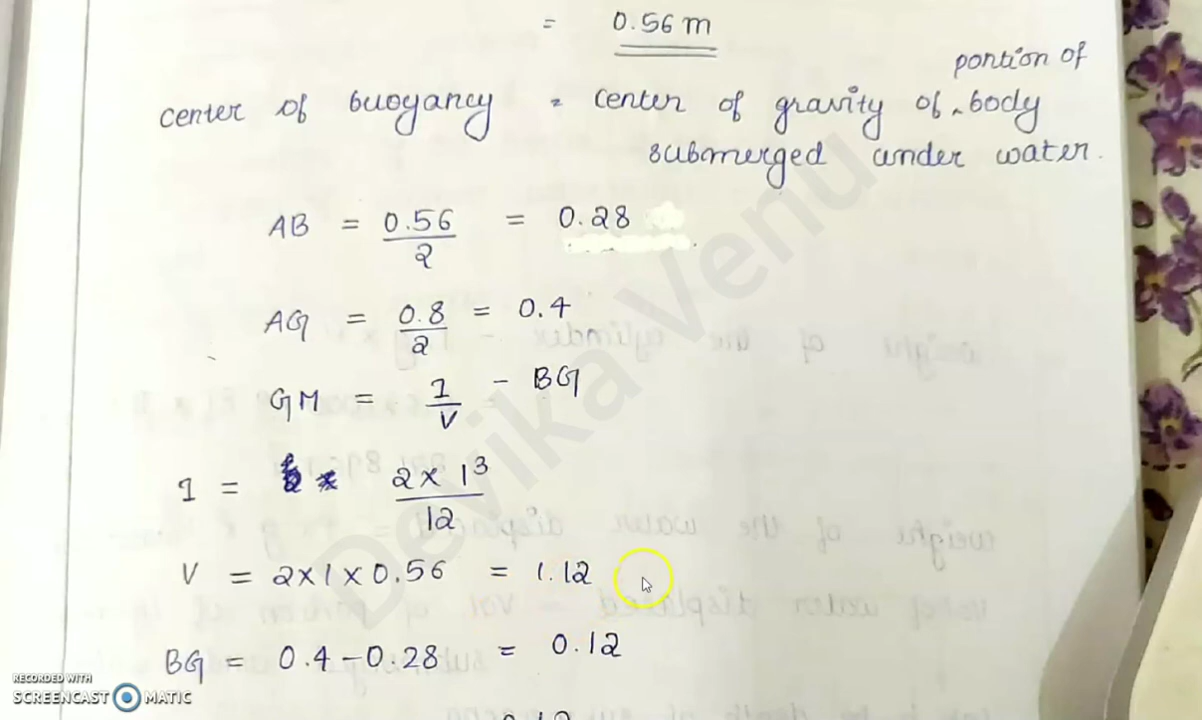 = 0.56 m
portion of
center of buoyancy = center of gravity of ^ body
submerged under water.
AB = 0.56/2 = 0.28
AG = 0.8/2 = 0.4
GM = I/V - BG
I = 2 × 1³/12
V = 2×1×0.56 = 1.12
BG = 0.4-0.28 = 0.12
Devika Venu
RECORDED WITH
SCREENCAST MATIC